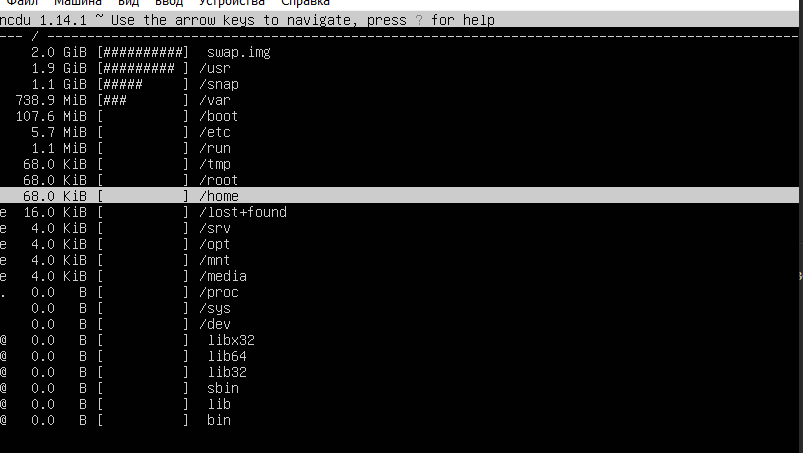 Файл Машина Вид Ввод Устройства Справка
ncdu 1.14.1 ~ Use the arrow keys to navigate, press ? for help
--- / ----------------------------------------------------------------------------------------------
2.0 GiB [##########]  swap.img
1.9 GiB [######### ] /usr
1.1 GiB [#####     ] /snap
738.9 MiB [###       ] /var
107.6 MiB [          ] /boot
5.7 MiB [          ] /etc
1.1 MiB [          ] /run
68.0 KiB [          ] /tmp
68.0 KiB [          ] /root
68.0 KiB [          ] /home
e 16.0 KiB [          ] /lost+found
e 4.0 KiB [          ] /srv
e 4.0 KiB [          ] /opt
e 4.0 KiB [          ] /mnt
e 4.0 KiB [          ] /media
. 0.0 B [          ] /proc
0.0 B [          ] /sys
0.0 B [          ] /dev
@ 0.0 B [          ]  libx32
@ 0.0 B [          ]  lib64
@ 0.0 B [          ]  lib32
@ 0.0 B [          ]  sbin
@ 0.0 B [          ]  lib
@ 0.0 B [          ]  bin